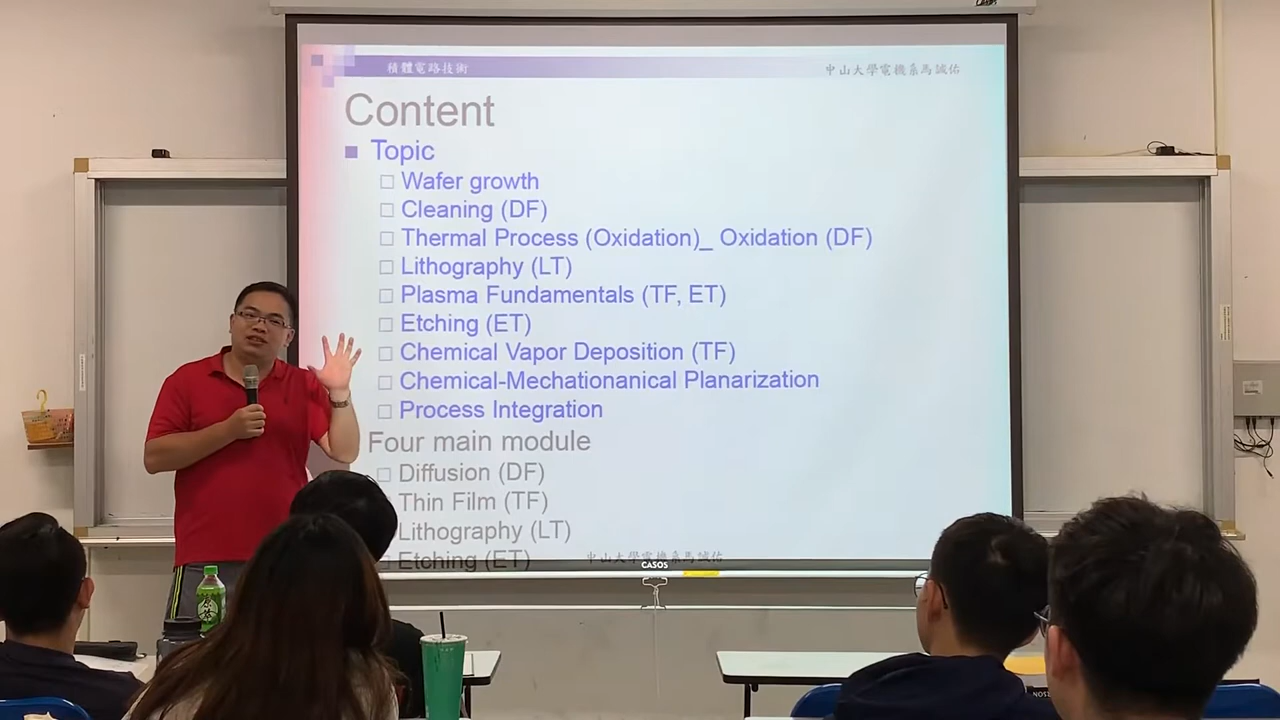 積體電路技術
中山大學電機系馬誠佑
Content
Topic
Wafer growth
Cleaning (DF)
Thermal Process (Oxidation)_ Oxidation (DF)
Lithography (LT)
Plasma Fundamentals (TF, ET)
Etching (ET)
Chemical Vapor Deposition (TF)
Chemical-Mechationanical Planarization
Process Integration
Four main module
Diffusion (DF)
Thin Film (TF)
Lithography (LT)
Etching (ET)
中山大學電機系馬誠佑
CASOS